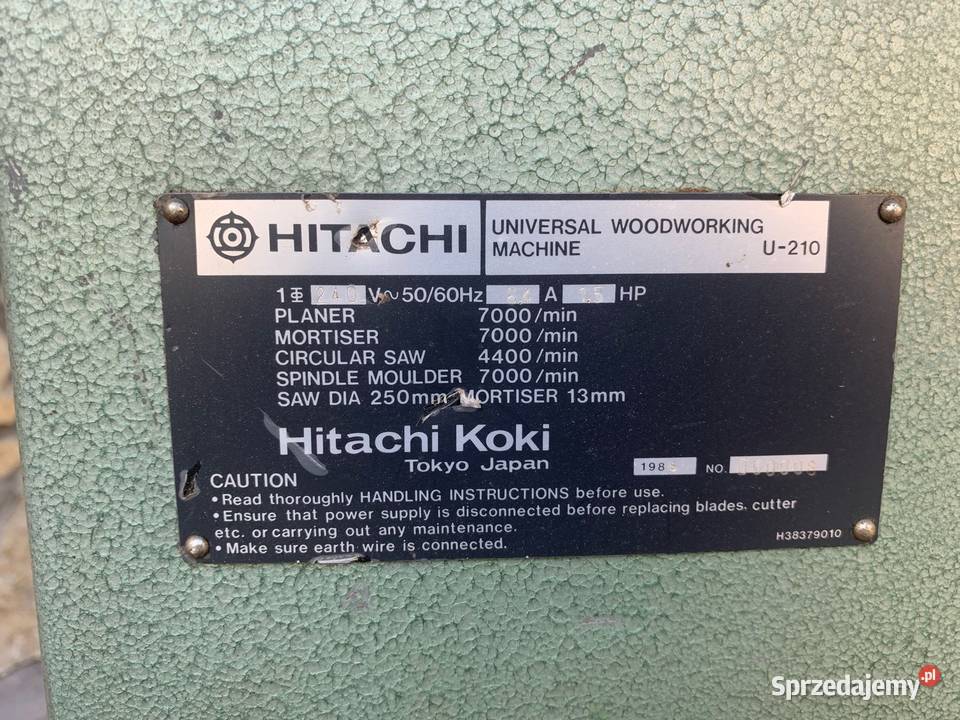 HITACHI
UNIVERSAL WOODWORKING
MACHINE U-210
1Φ 240 V~50/60Hz A 1,5 HP
PLANER 7000/min
MORTISER 7000/min
CIRCULAR SAW 4400/min
SPINDLE MOULDER 7000/min
SAW DIA 250mm MORTISER 13mm
Hitachi Koki
Tokyo Japan
NO.
CAUTION
•Read thoroughly HANDLING INSTRUCTIONS before use.
•Ensure that power supply is disconnected before replacing blades, cutter
etc. or carrying out any maintenance.
•Make sure earth wire is connected.
H38379010
Sprzedajemy.pl